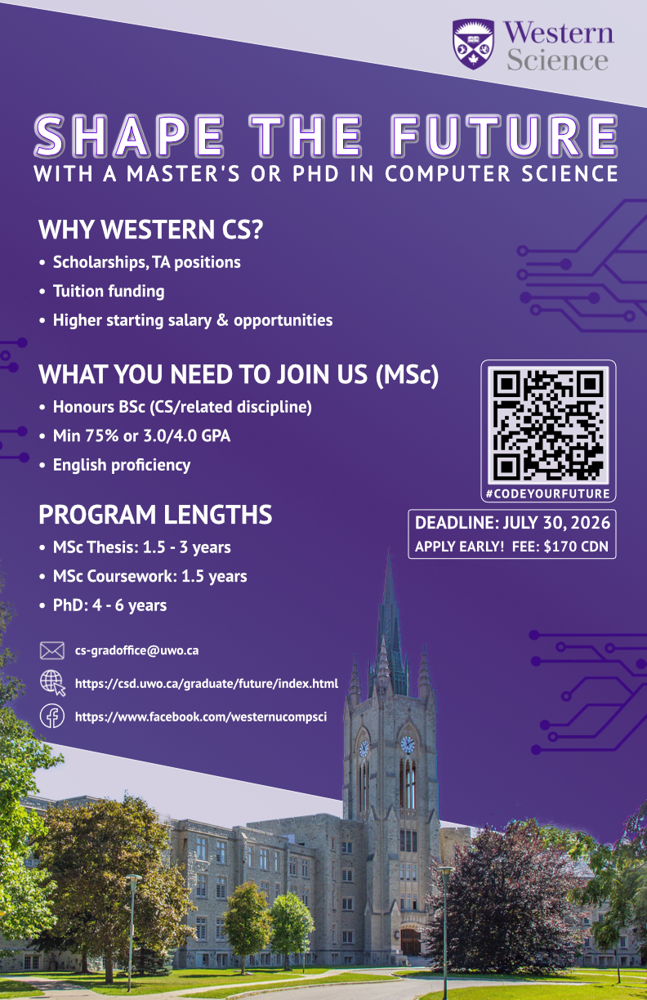 Western
Science
SHAPE THE FUTURE
WITH A MASTER'S OR PHD IN COMPUTER SCIENCE
WHY WESTERN CS?
• Scholarships, TA positions
• Tuition funding
• Higher starting salary & opportunities
WHAT YOU NEED TO JOIN US (MSc)
• Honours BSc (CS/related discipline)
• Min 75% or 3.0/4.0 GPA
• English proficiency
#CODEYOURFUTURE
PROGRAM LENGTHS
• MSc Thesis: 1.5 - 3 years
• MSc Coursework: 1.5 years
• PhD: 4 - 6 years
DEADLINE: JULY 30, 2026
APPLY EARLY! FEE: $170 CDN
cs-gradoffice@uwo.ca
https://csd.uwo.ca/graduate/future/index.html
https://www.facebook.com/westernucompsci